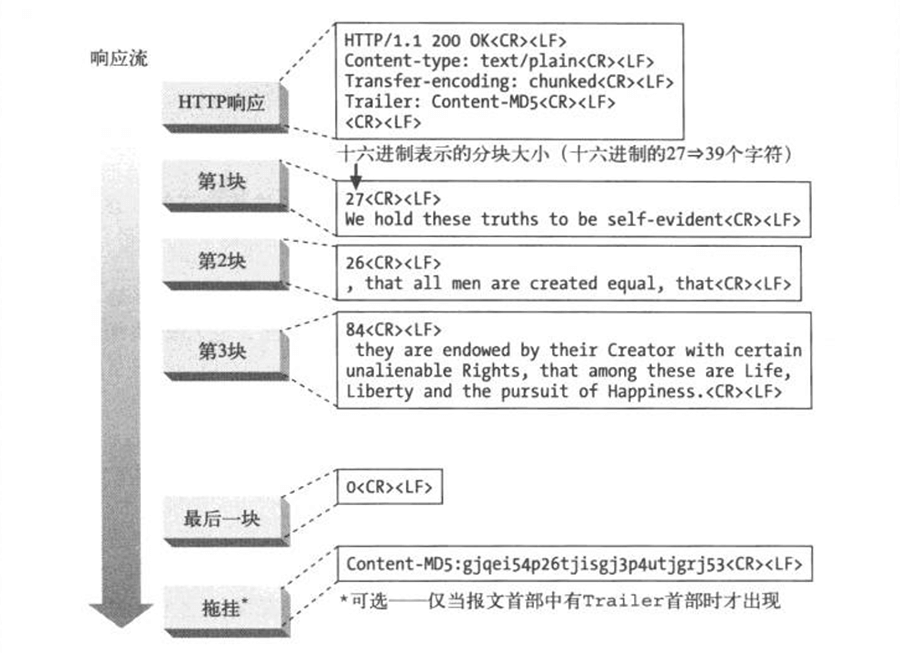 响应流
HTTP响应
HTTP/1.1 200 OK<CR><LF>
Content-type: text/plain<CR><LF>
Transfer-encoding: chunked<CR><LF>
Trailer: Content-MD5<CR><LF>
<CR><LF>
十六进制表示的分块大小（十六进制的27⇒39个字符）
第1块
27<CR><LF>
We hold these truths to be self-evident<CR><LF>
第2块
26<CR><LF>
, that all men are created equal, that<CR><LF>
第3块
84<CR><LF>
they are endowed by their Creator with certain
unalienable Rights, that among these are Life,
Liberty and the pursuit of Happiness.<CR><LF>
最后一块
0<CR><LF>
拖挂*
Content-MD5:gjqei54p26tjisgj3p4utjgrj53<CR><LF>
*可选——仅当报文首部中有Trailer首部时才出现